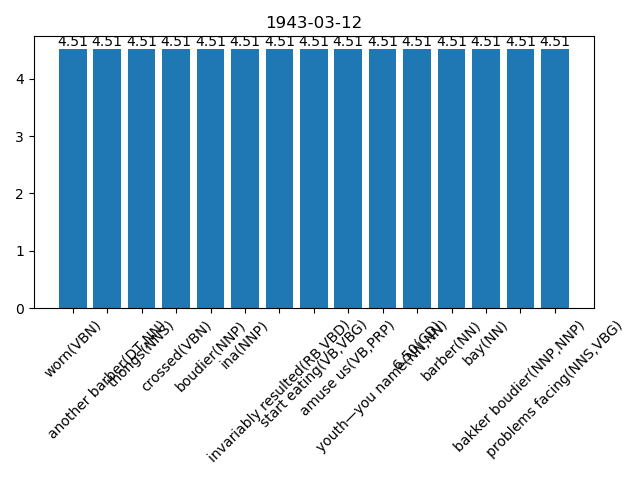 1943-03-12
4.51 4.51 4.51 4.51 4.51 4.51 4.51 4.51 4.51 4.51 4.51 4.51 4.51 4.51 4.51
4
3
2
1
0
worn(VBN)
another barber(DT,NN)
thongs(NNS)
crossed(VBN)
boudier(NNP)
ina(NNP)
invariably resulted(RB,VBD)
start eating(VB,VBG)
amuse us(VB,PRP)
youth—you name(NN,NN)
6.50(CD)
barber(NN)
bay(NN)
bakker boudier(NNP,NNP)
problems facing(NNS,VBG)